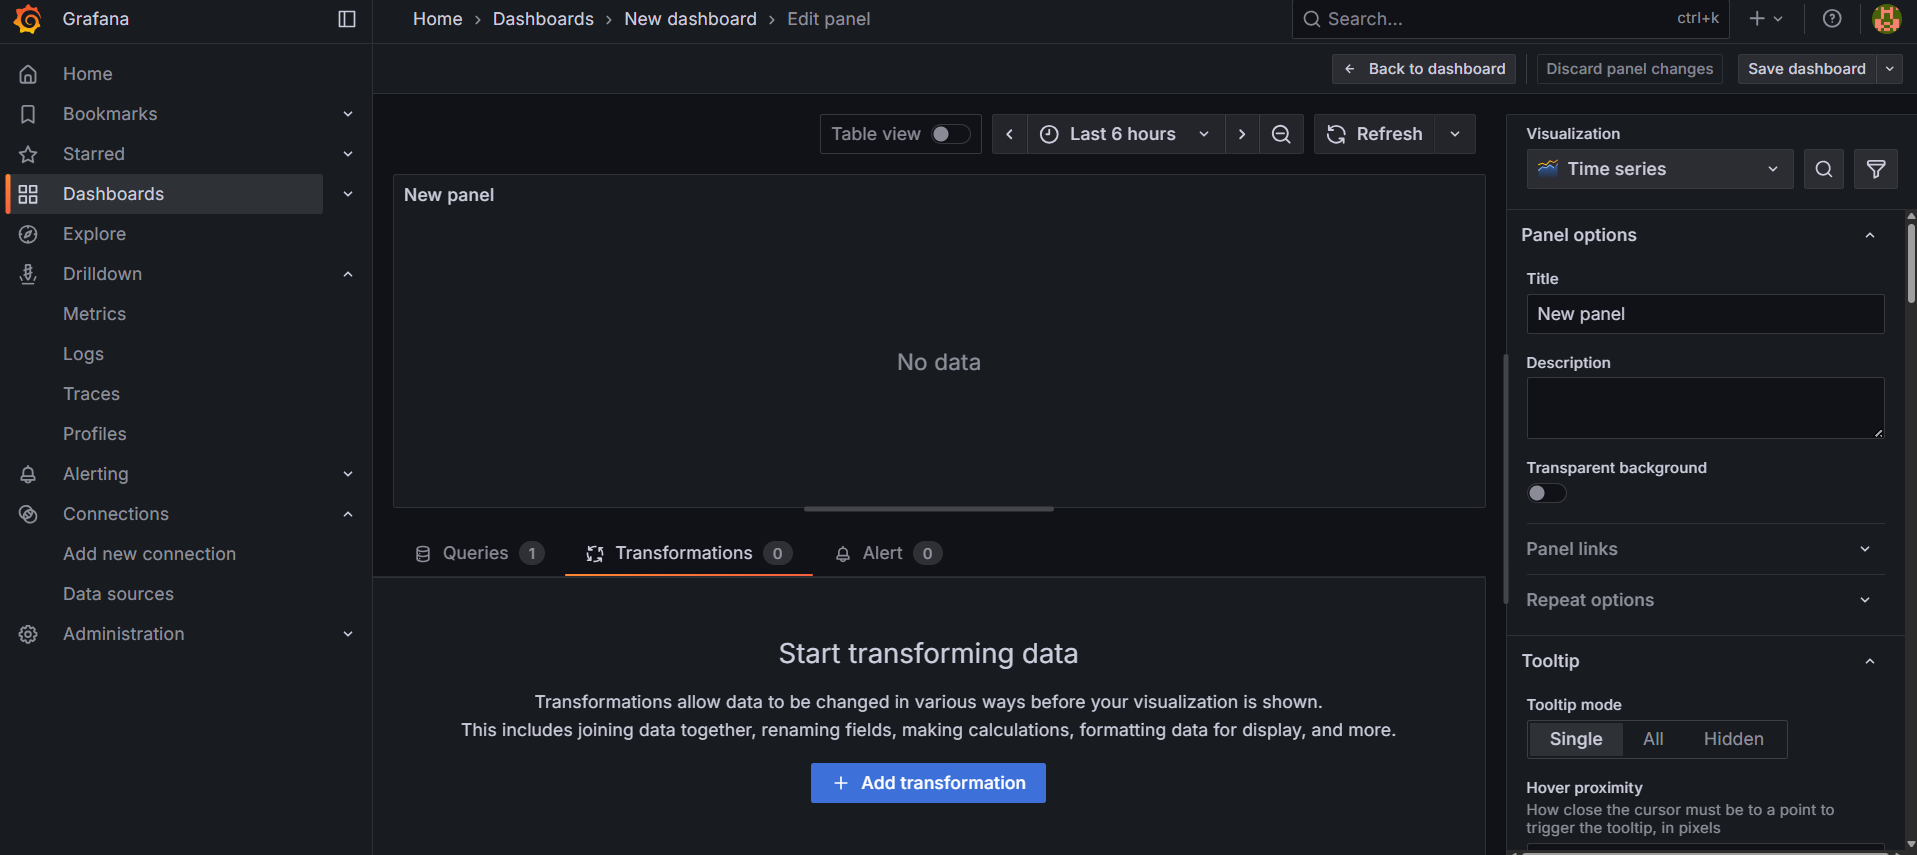 Grafana
Home › Dashboards › New dashboard › Edit panel
Search...
ctrl+k
Back to dashboard
Discard panel changes
Save dashboard
Home
Bookmarks
Starred
Dashboards
Explore
Drilldown
Metrics
Logs
Traces
Profiles
Alerting
Connections
Add new connection
Data sources
Administration
Table view
Last 6 hours
Refresh
New panel
No data
Queries 1
Transformations 0
Alert 0
Start transforming data
Transformations allow data to be changed in various ways before your visualization is shown.
This includes joining data together, renaming fields, making calculations, formatting data for display, and more.
Add transformation
Visualization
Time series
Panel options
Title
New panel
Description
Transparent background
Panel links
Repeat options
Tooltip
Tooltip mode
Single All Hidden
Hover proximity
How close the cursor must be to a point to
trigger the tooltip, in pixels